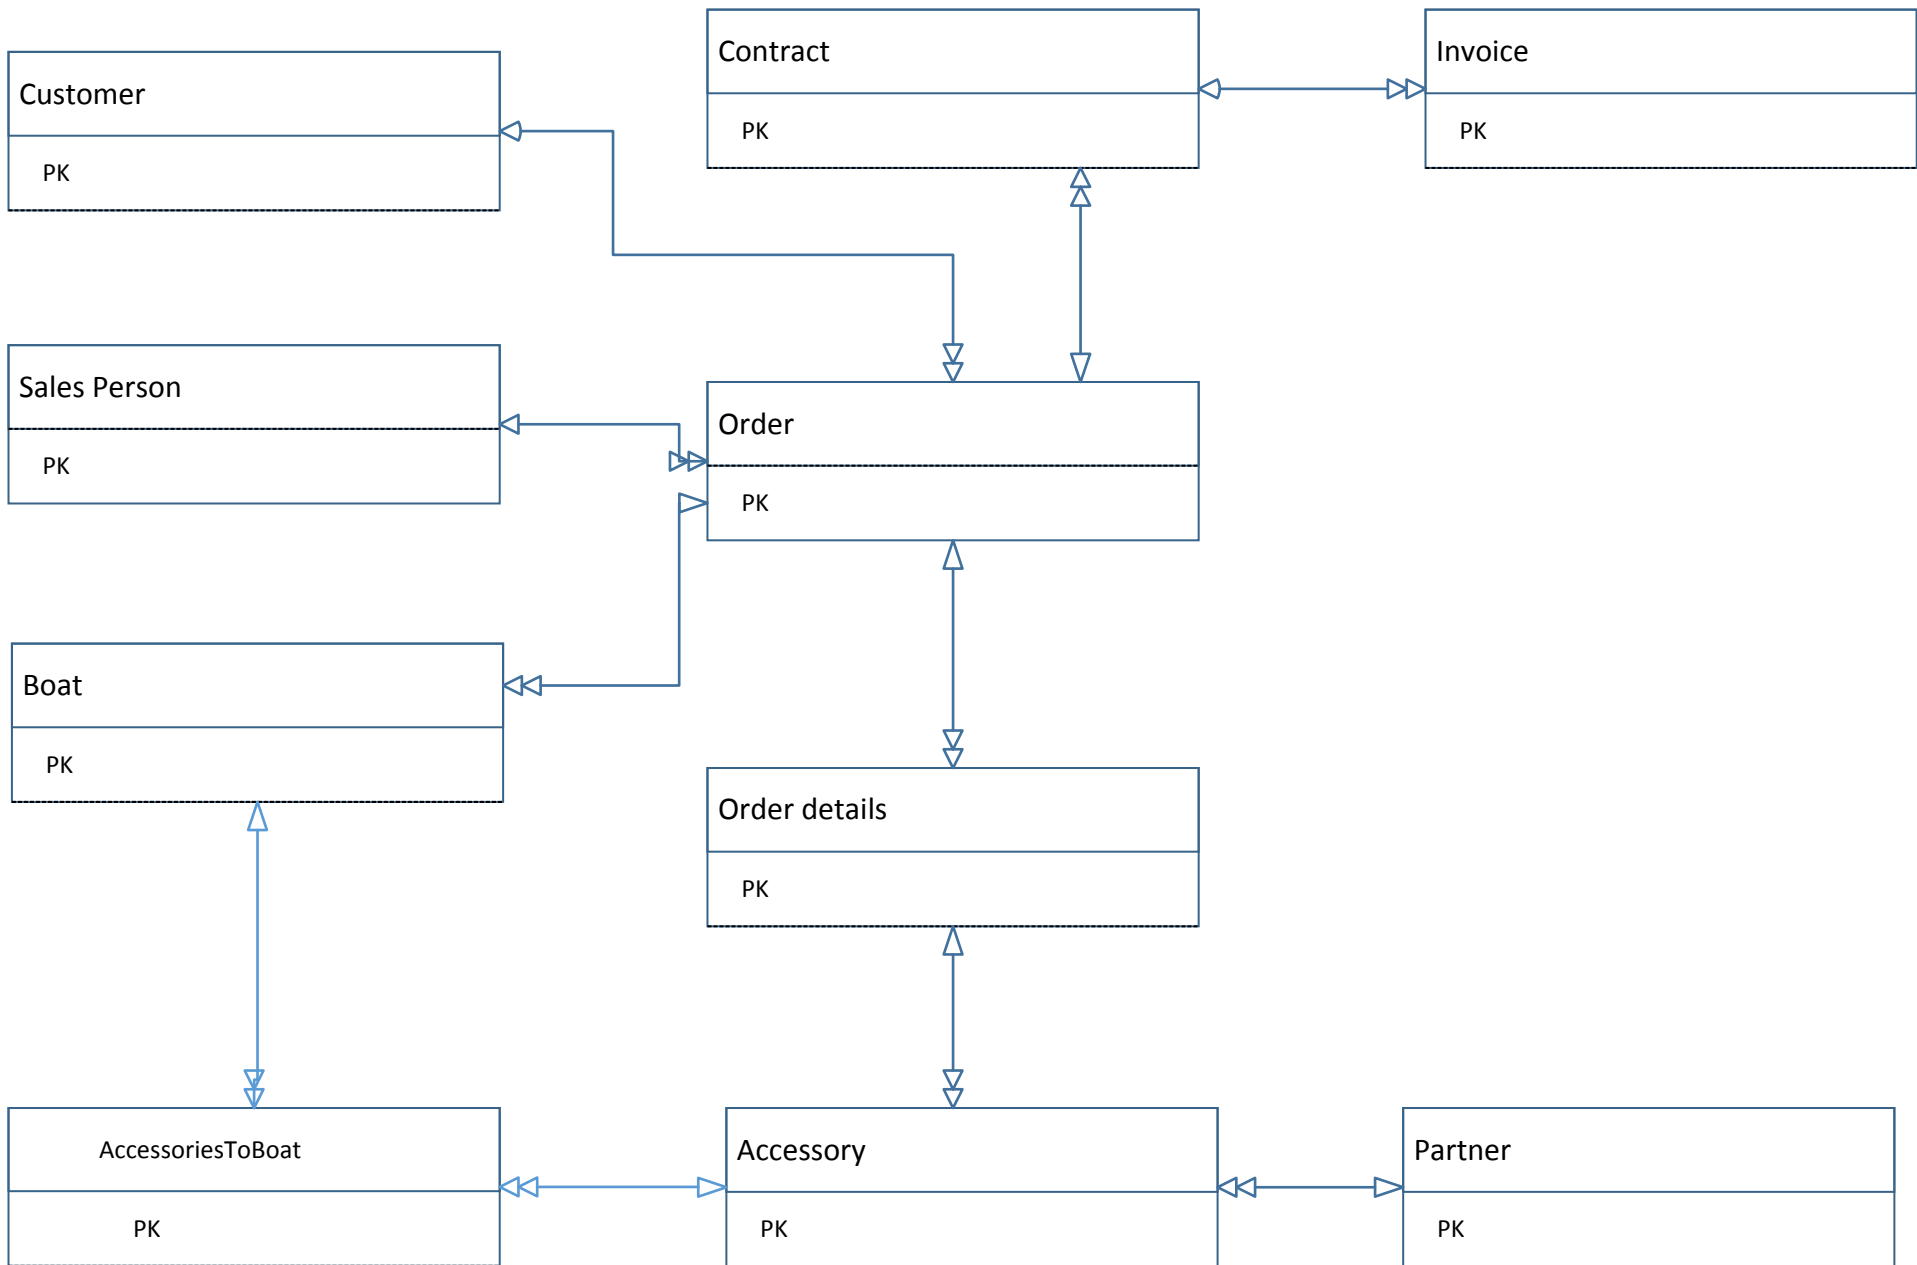 Customer
PK
Contract
PK
Invoice
PK
Sales Person
PK
Order
PK
Boat
PK
Order details
PK
AccessoriesToBoat
PK
Accessory
PK
Partner
PK